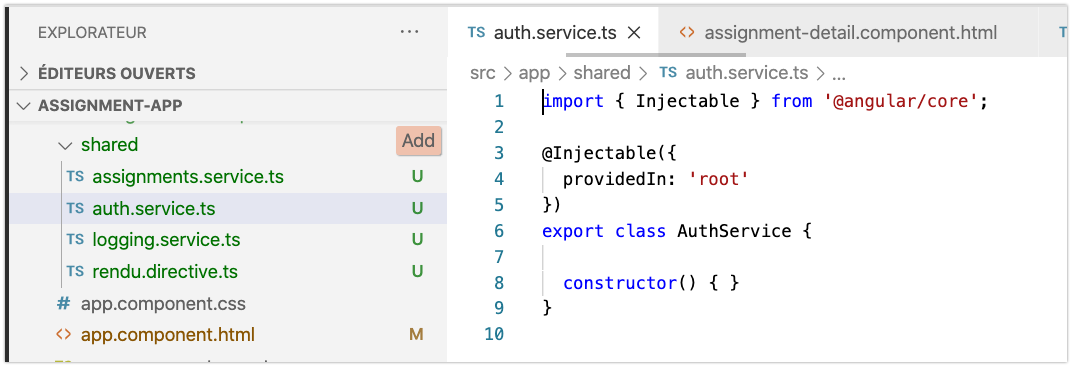 EXPLORATEUR ...
ÉDITEURS OUVERTS
ASSIGNMENT-APP
shared Add
TS assignments.service.ts U
TS auth.service.ts U
TS logging.service.ts U
TS rendu.directive.ts U
# app.component.css
<> app.component.html M
TS auth.service.ts × <> assignment-detail.component.html
src > app > shared > TS auth.service.ts > ...
1 import { Injectable } from '@angular/core';
2
3 @Injectable({
4 providedIn: 'root'
5 })
6 export class AuthService {
7
8 constructor() { }
9 }
10